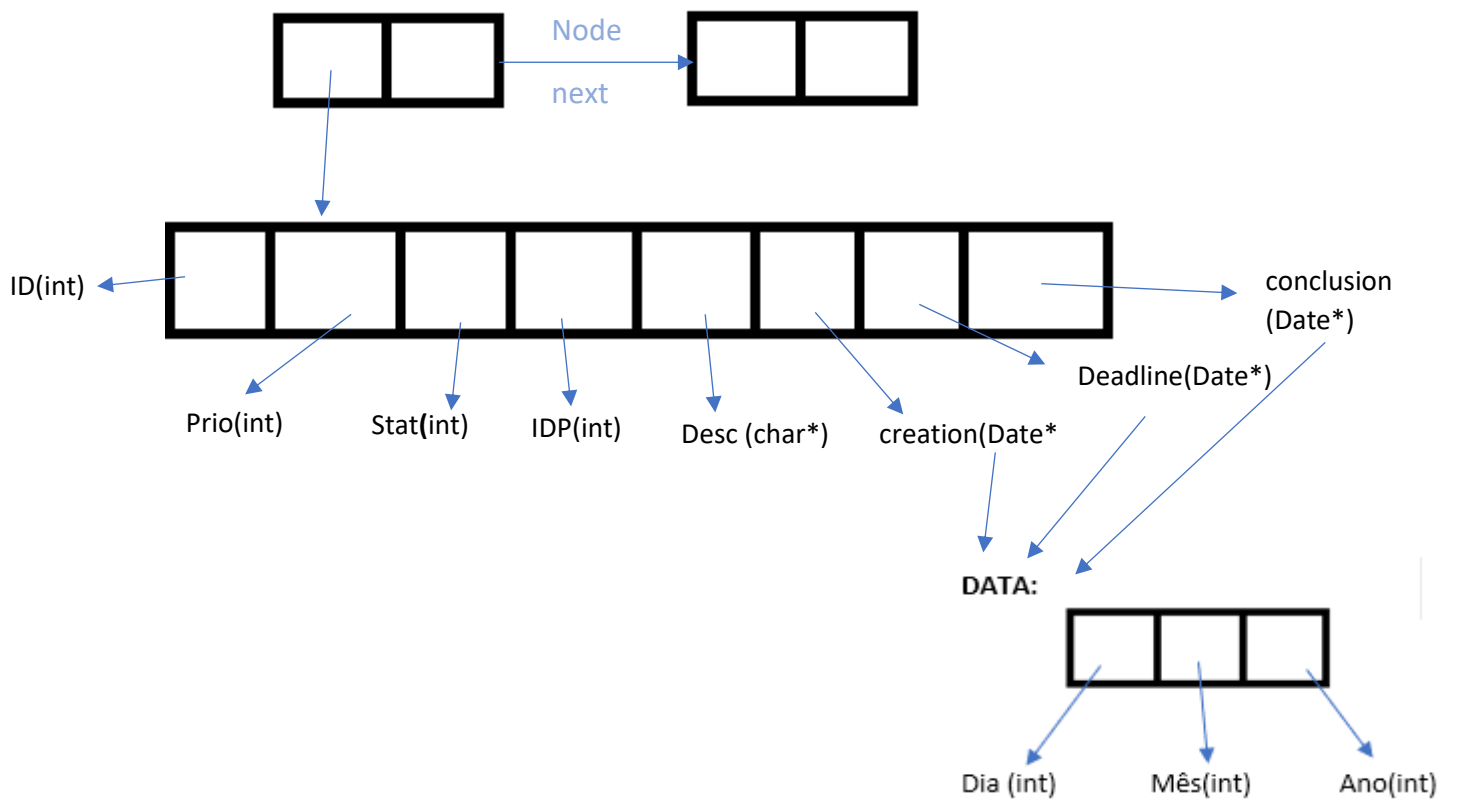 Node
next
ID(int)
conclusion
(Date*)
Deadline(Date*)
Prio(int)
Stat(int)
IDP(int)
Desc (char*)
creation(Date*
DATA:
Dia (int)
Mês(int)
Ano(int)